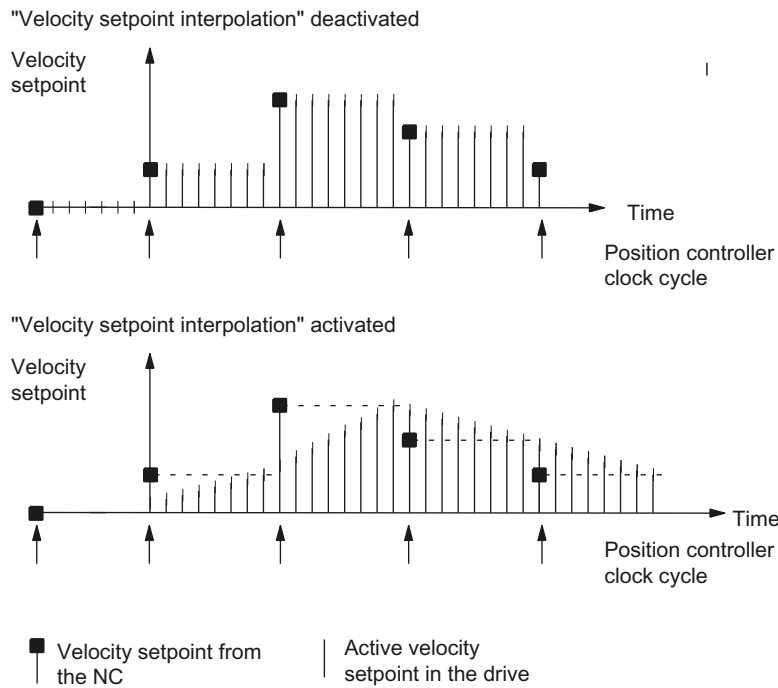 "Velocity setpoint interpolation" deactivated
Velocity
setpoint
Time
Position controller
clock cycle
"Velocity setpoint interpolation" activated
Velocity
setpoint
Time
Position controller
clock cycle
Velocity setpoint from
the NC
Active velocity
setpoint in the drive